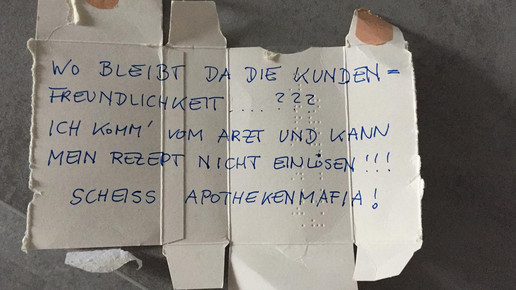 WO BLEIBT DA DIE KUNDEN=
FREUNDLICHKEIT.... ???
ICH KOMM' VOM ARZT UND KANN
MEIN REZEPT NICHT EINLÖSEN!!!
SCHEISS APOTHEKENMAFIA!